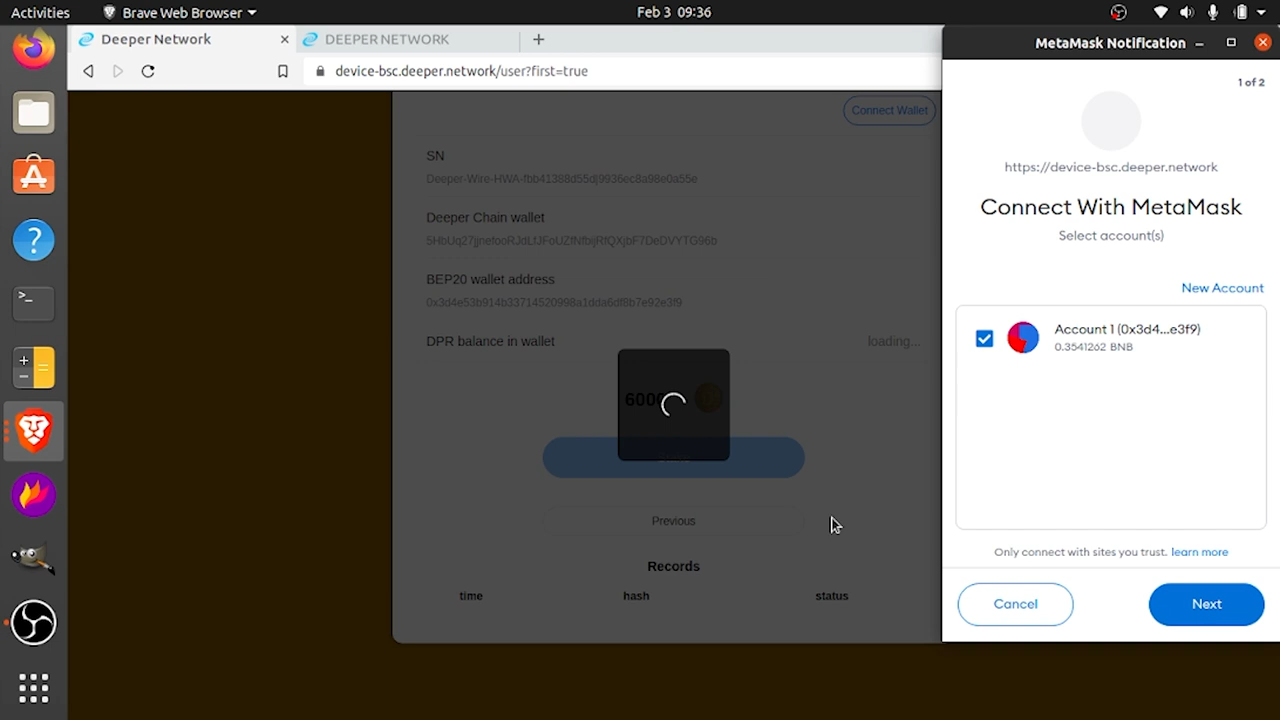 Activities
Brave Web Browser
Feb 3 09:36
Deeper Network
DEEPER NETWORK
device-bsc.deeper.network/user?first=true
Connect Wallet
SN
Deeper Chain wallet
BEP20 wallet address
0x3d4e53b914b33714520998a1dda6df8b7e92e3f9
DPR balance in wallet
loading...
Previous
Records
time hash status
MetaMask Notification
1 of 2
https://device-bsc.deeper.network
Connect With MetaMask
Select account(s)
New Account
Account 1 (0x3d4...e3f9)
0.3541262 BNB
Only connect with sites you trust. learn more
Cancel
Next